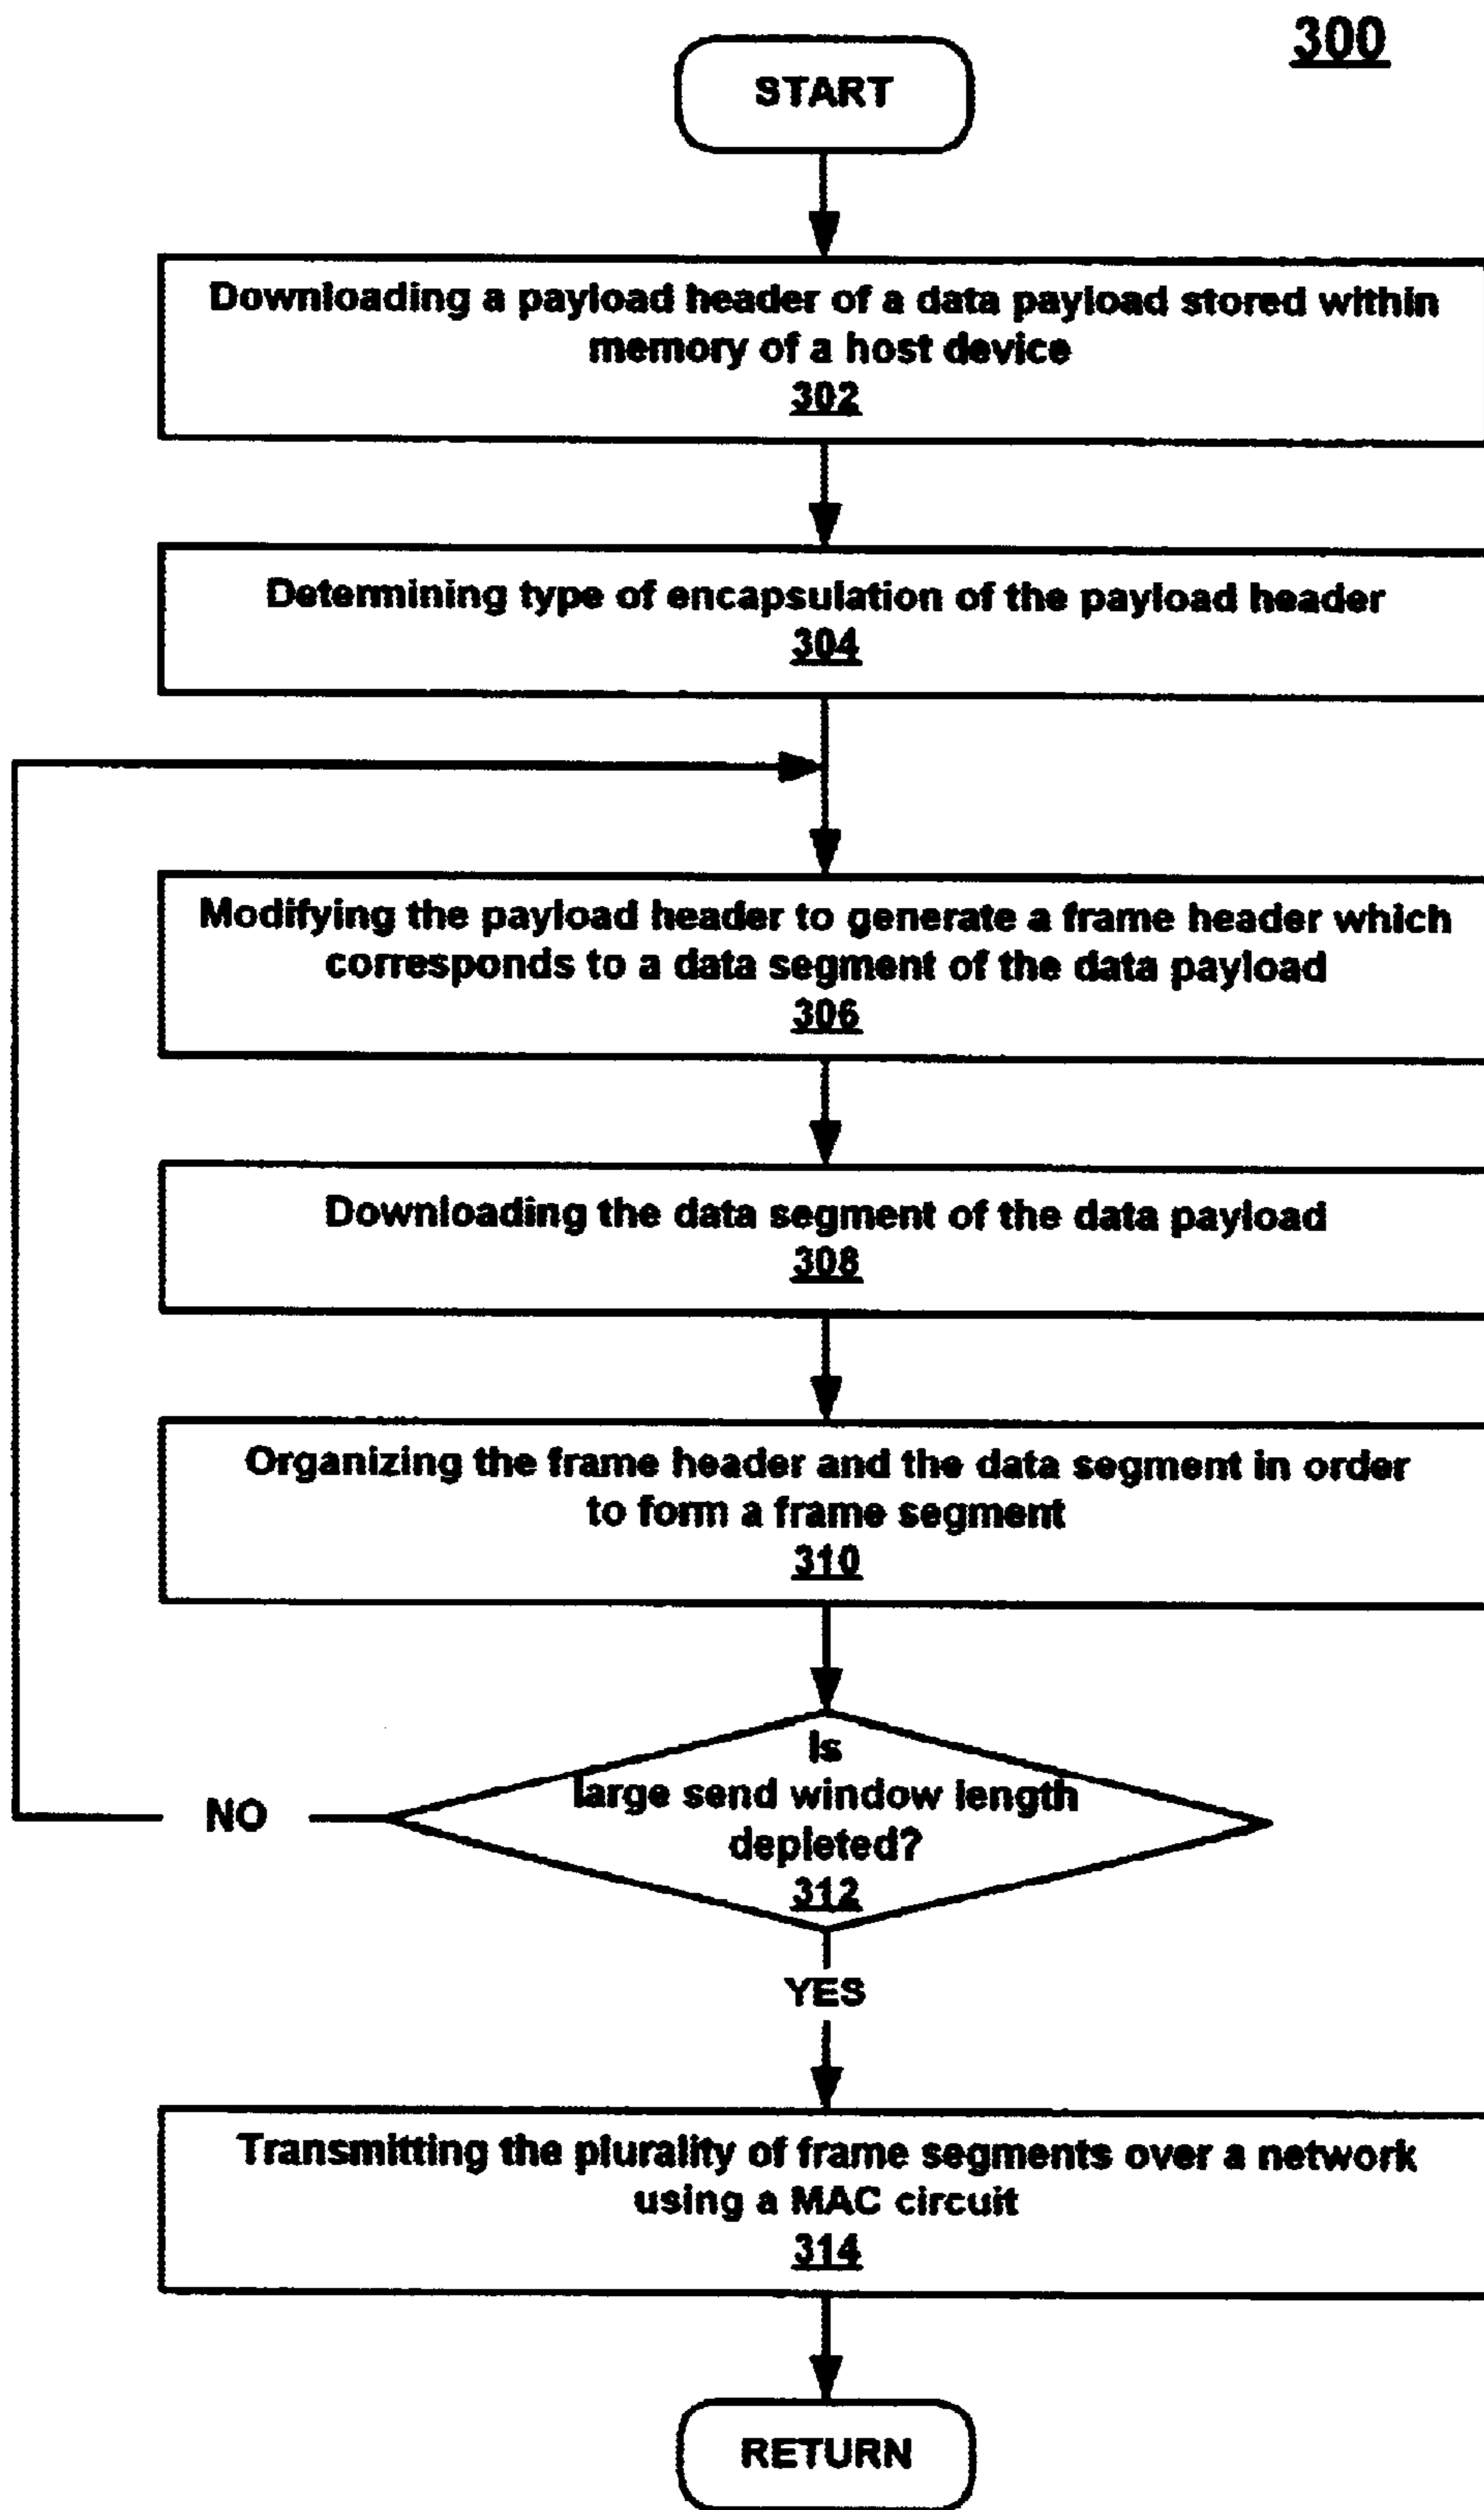 300
START
Downloading a payload header of a data payload stored within
memory of a host device
302
Determining type of encapsulation of the payload header
304
Modifying the payload header to generate a frame header which
corresponds to a data segment of the data payload
306
Downloading the data segment of the data payload
308
Organizing the frame header and the data segment in order
to form a frame segment
310
Is
large send window length
depleted?
312
NO
YES
Transmitting the plurality of frame segments over a network
using a MAC circuit
314
RETURN